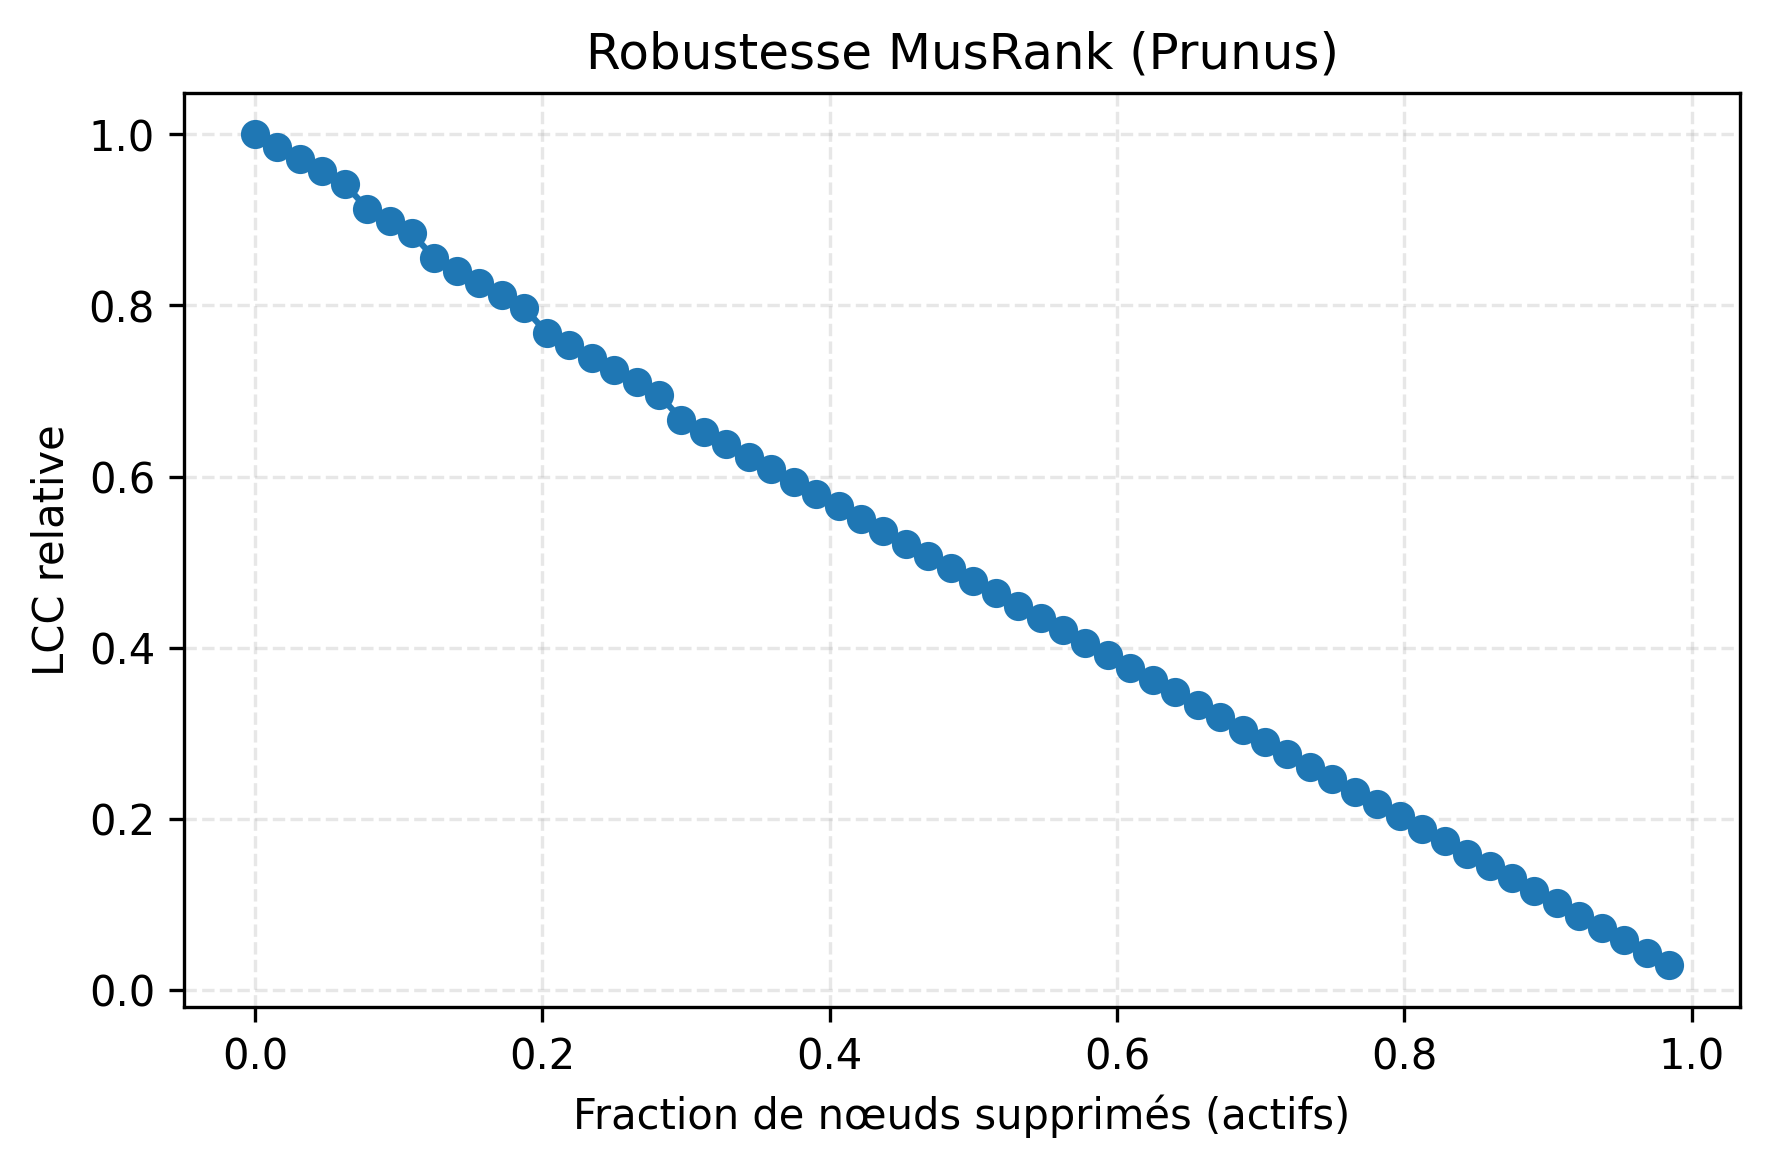 Robustesse MusRank (Prunus)
LCC relative
1.0
0.8
0.6
0.4
0.2
0.0
0.0 0.2 0.4 0.6 0.8 1.0
Fraction de nœuds supprimés (actifs)